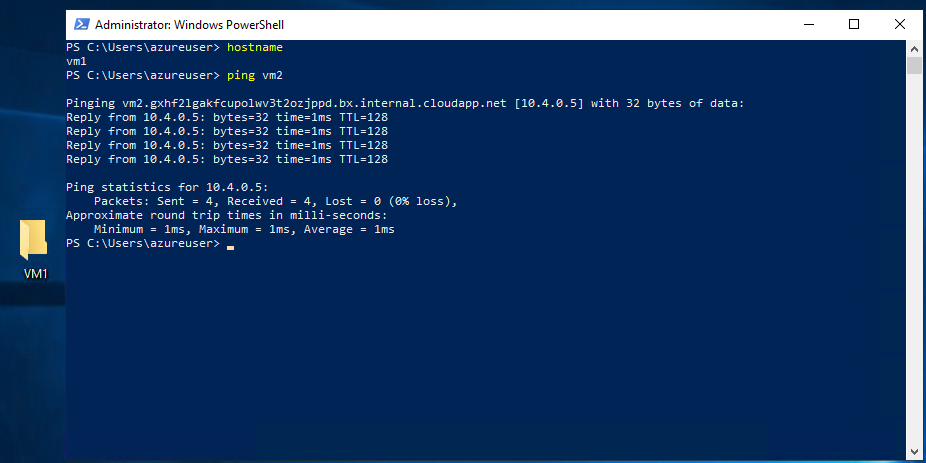 Administrator: Windows PowerShell
PS C:\Users\azureuser> hostname
vm1
PS C:\Users\azureuser> ping vm2
Pinging vm2.gxhf2lgakfcupolwv3t2ozjppd.bx.internal.cloudapp.net [10.4.0.5] with 32 bytes of data:
Reply from 10.4.0.5: bytes=32 time=1ms TTL=128
Reply from 10.4.0.5: bytes=32 time=1ms TTL=128
Reply from 10.4.0.5: bytes=32 time=1ms TTL=128
Reply from 10.4.0.5: bytes=32 time=1ms TTL=128
Ping statistics for 10.4.0.5:
    Packets: Sent = 4, Received = 4, Lost = 0 (0% loss),
Approximate round trip times in milli-seconds:
    Minimum = 1ms, Maximum = 1ms, Average = 1ms
PS C:\Users\azureuser>
VM1